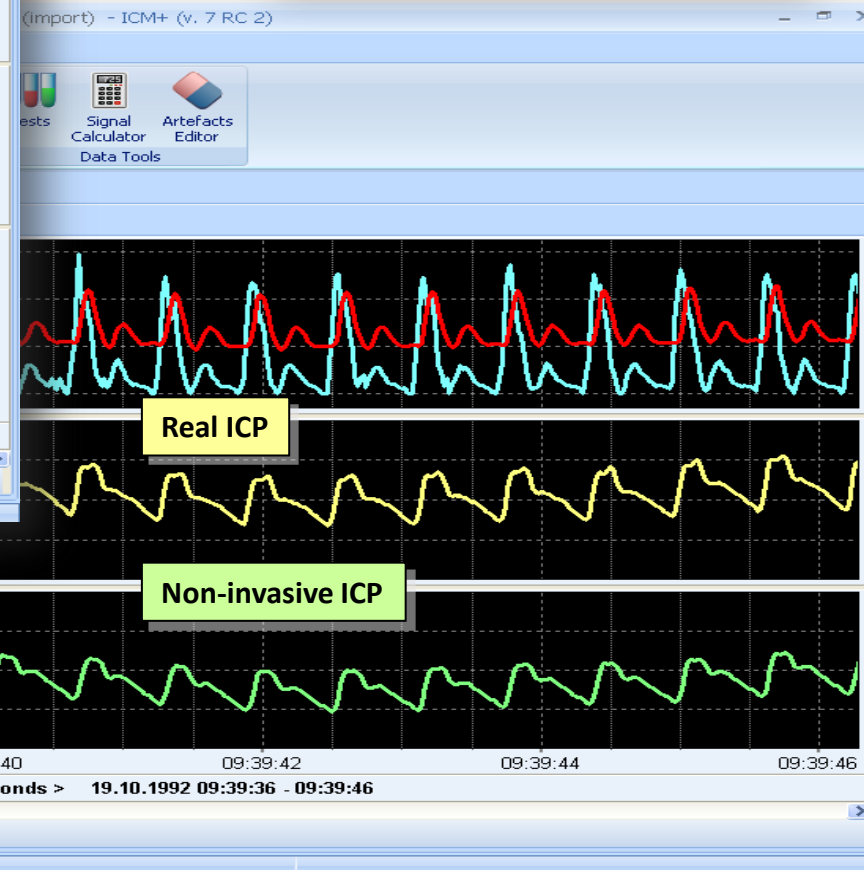 (import) - ICM+ (v. 7 RC 2)
ests
Signal Calculator
Artefacts Editor
Data Tools
Real ICP
Non-invasive ICP
40 09:39:42 09:39:44 09:39:46
onds > 19.10.1992 09:39:36 - 09:39:46